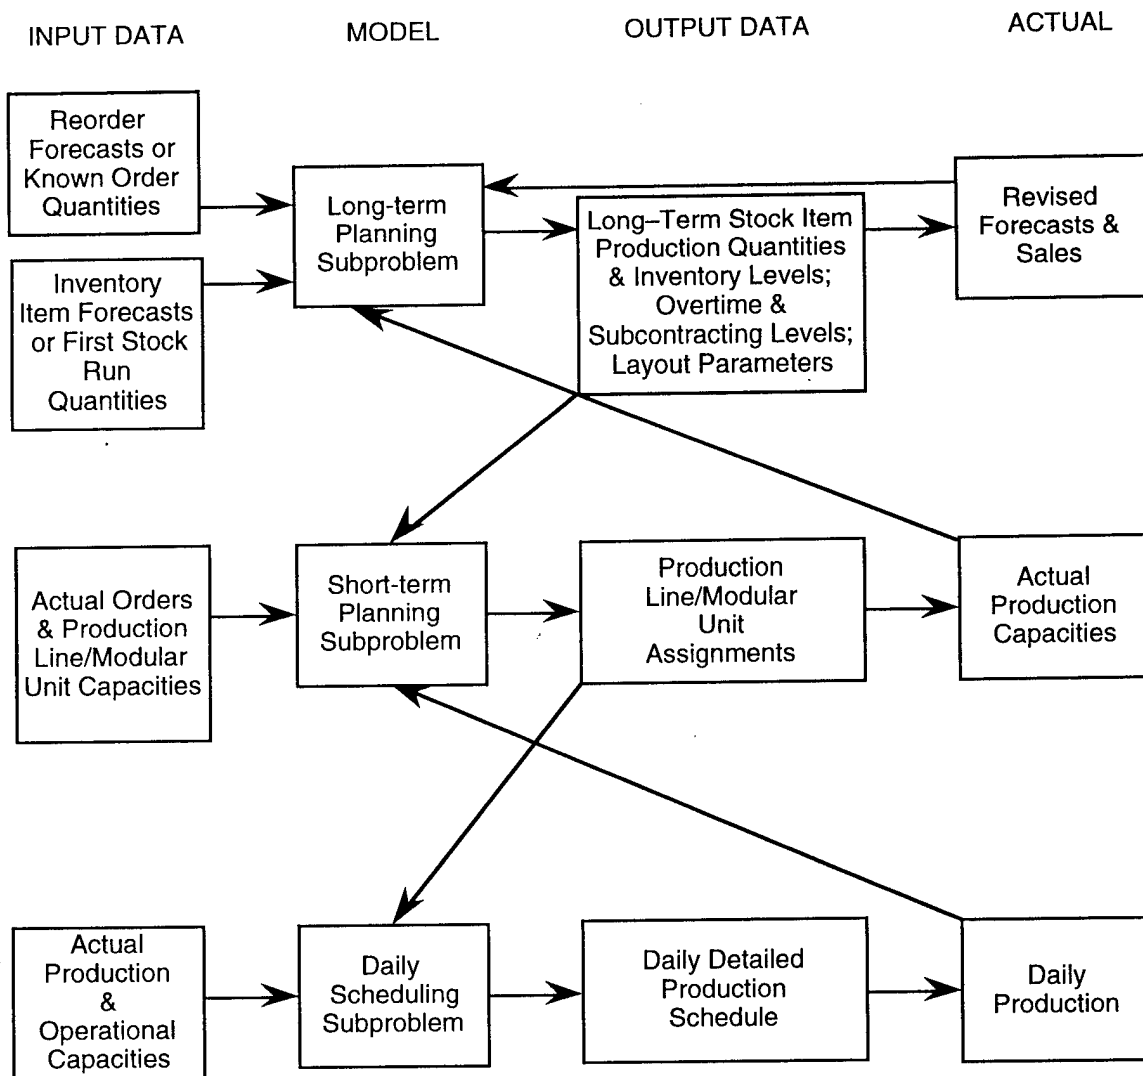 INPUT DATA
MODEL
OUTPUT DATA
ACTUAL
Reorder
Forecasts or
Known Order
Quantities
Inventory
Item Forecasts
or First Stock
Run
Quantities
Long-term
Planning
Subproblem
Long–Term Stock Item
Production Quantities
& Inventory Levels;
Overtime &
Subcontracting Levels;
Layout Parameters
Revised
Forecasts &
Sales
Actual Orders
& Production
Line/Modular
Unit Capacities
Short-term
Planning
Subproblem
Production
Line/Modular
Unit
Assignments
Actual
Production
Capacities
Actual
Production
&
Operational
Capacities
Daily
Scheduling
Subproblem
Daily Detailed
Production
Schedule
Daily
Production